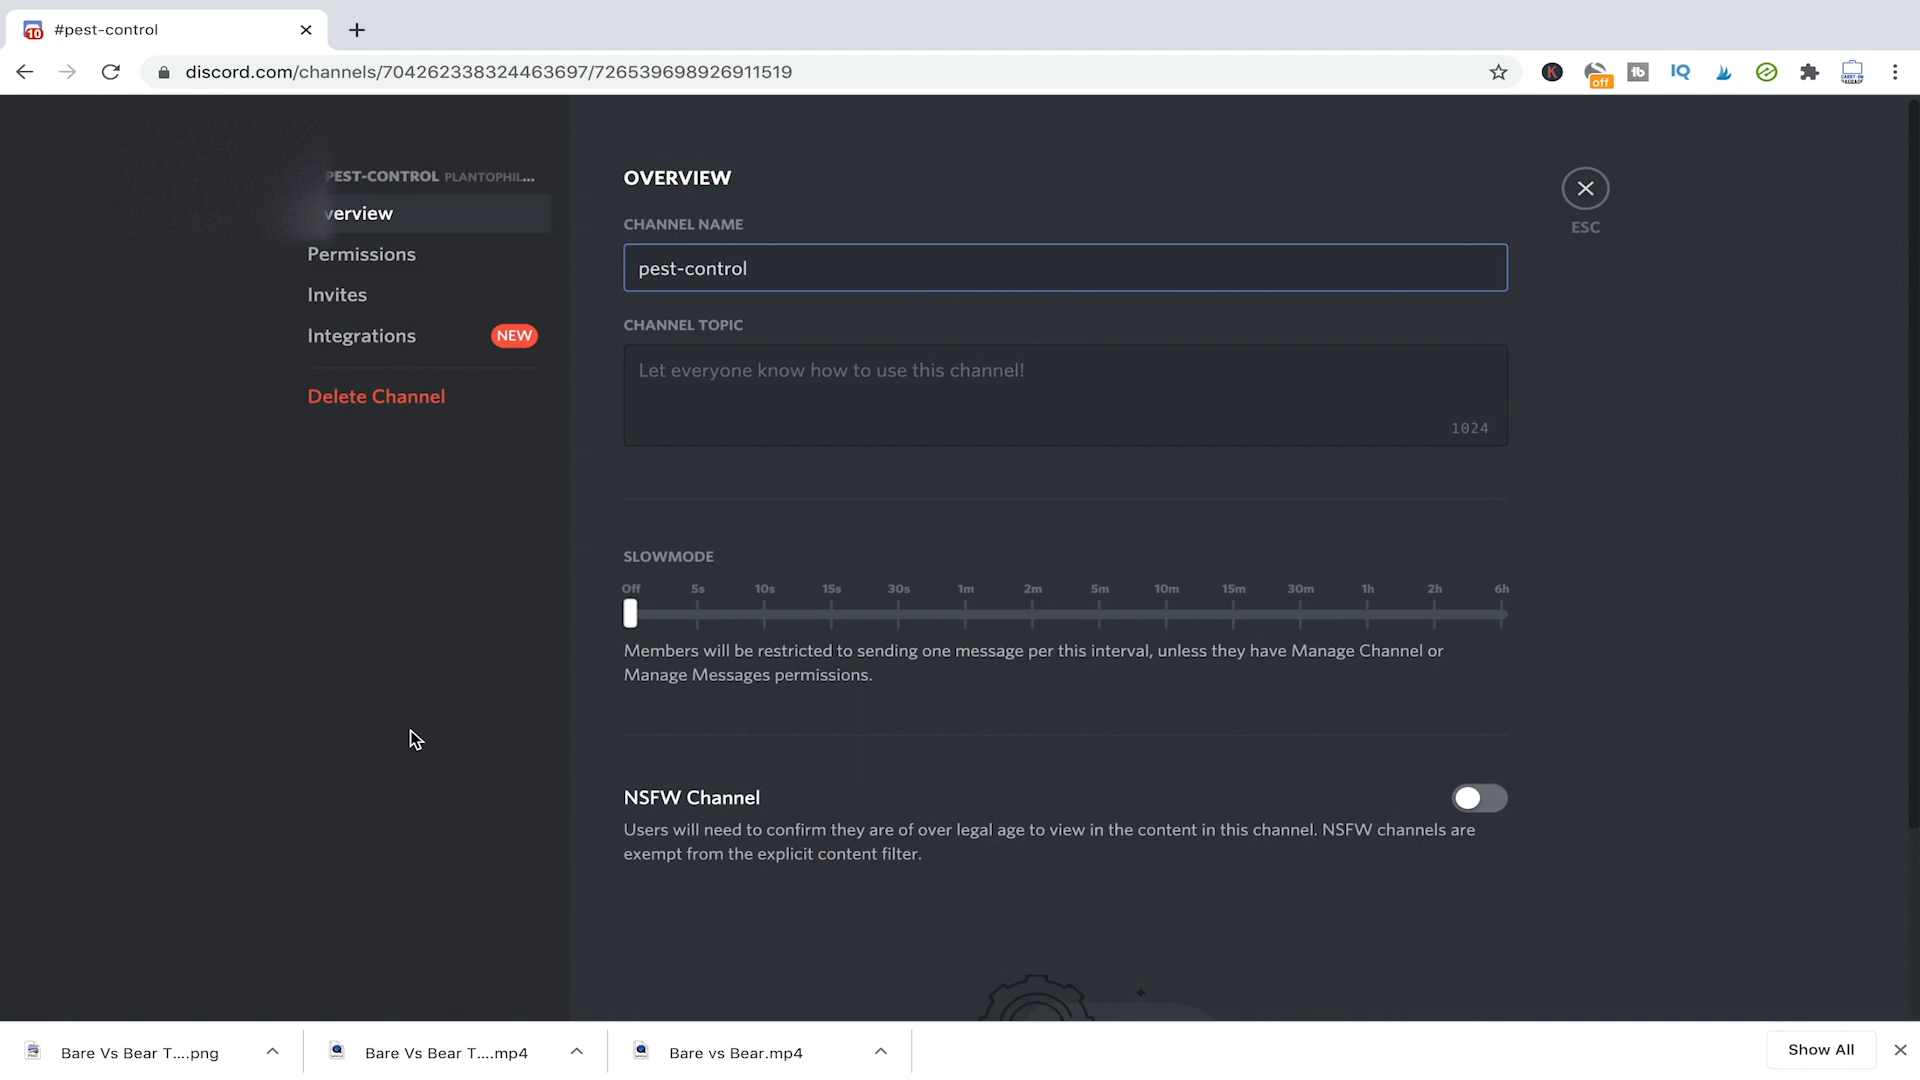 #pest-control
10
discord.com/channels/704262338324463697/726539698926911519
K
off
tb
IQ
PEST-CONTROL PLANTOPHIL...
verview
Permissions
Invites
Integrations NEW
Delete Channel
OVERVIEW
CHANNEL NAME
pest-control
CHANNEL TOPIC
Let everyone know how to use this channel!
1024
ESC
SLOWMODE
Off 5s 10s 15s 30s 1m 2m 5m 10m 15m 30m 1h 2h 6h
Members will be restricted to sending one message per this interval, unless they have Manage Channel or
Manage Messages permissions.
NSFW Channel
Users will need to confirm they are of over legal age to view in the content in this channel. NSFW channels are
exempt from the explicit content filter.
Bare Vs Bear T....png
Bare Vs Bear T....mp4
Bare vs Bear.mp4
Show All